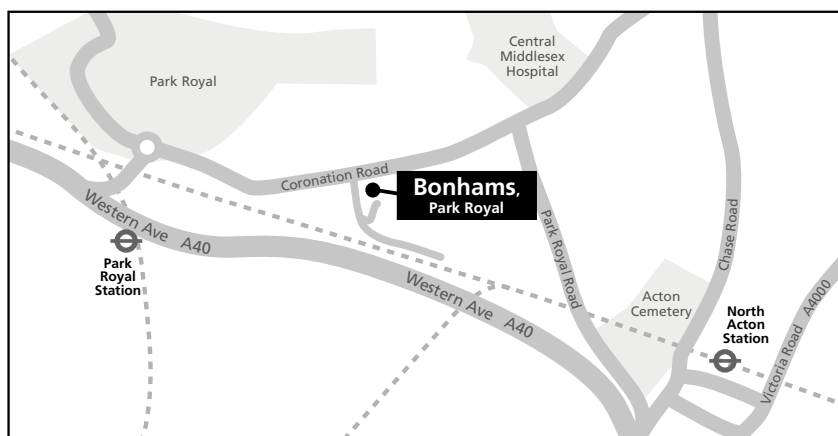 Central
Middlesex
Hospital
Park Royal
Coronation Road
Bonhams,
Park Royal
Western Ave A40
Park
Royal
Station
Park Royal Road
Chase Road
Western Ave A40
Acton
Cemetery
North
Acton
Station
Victoria Road A4000